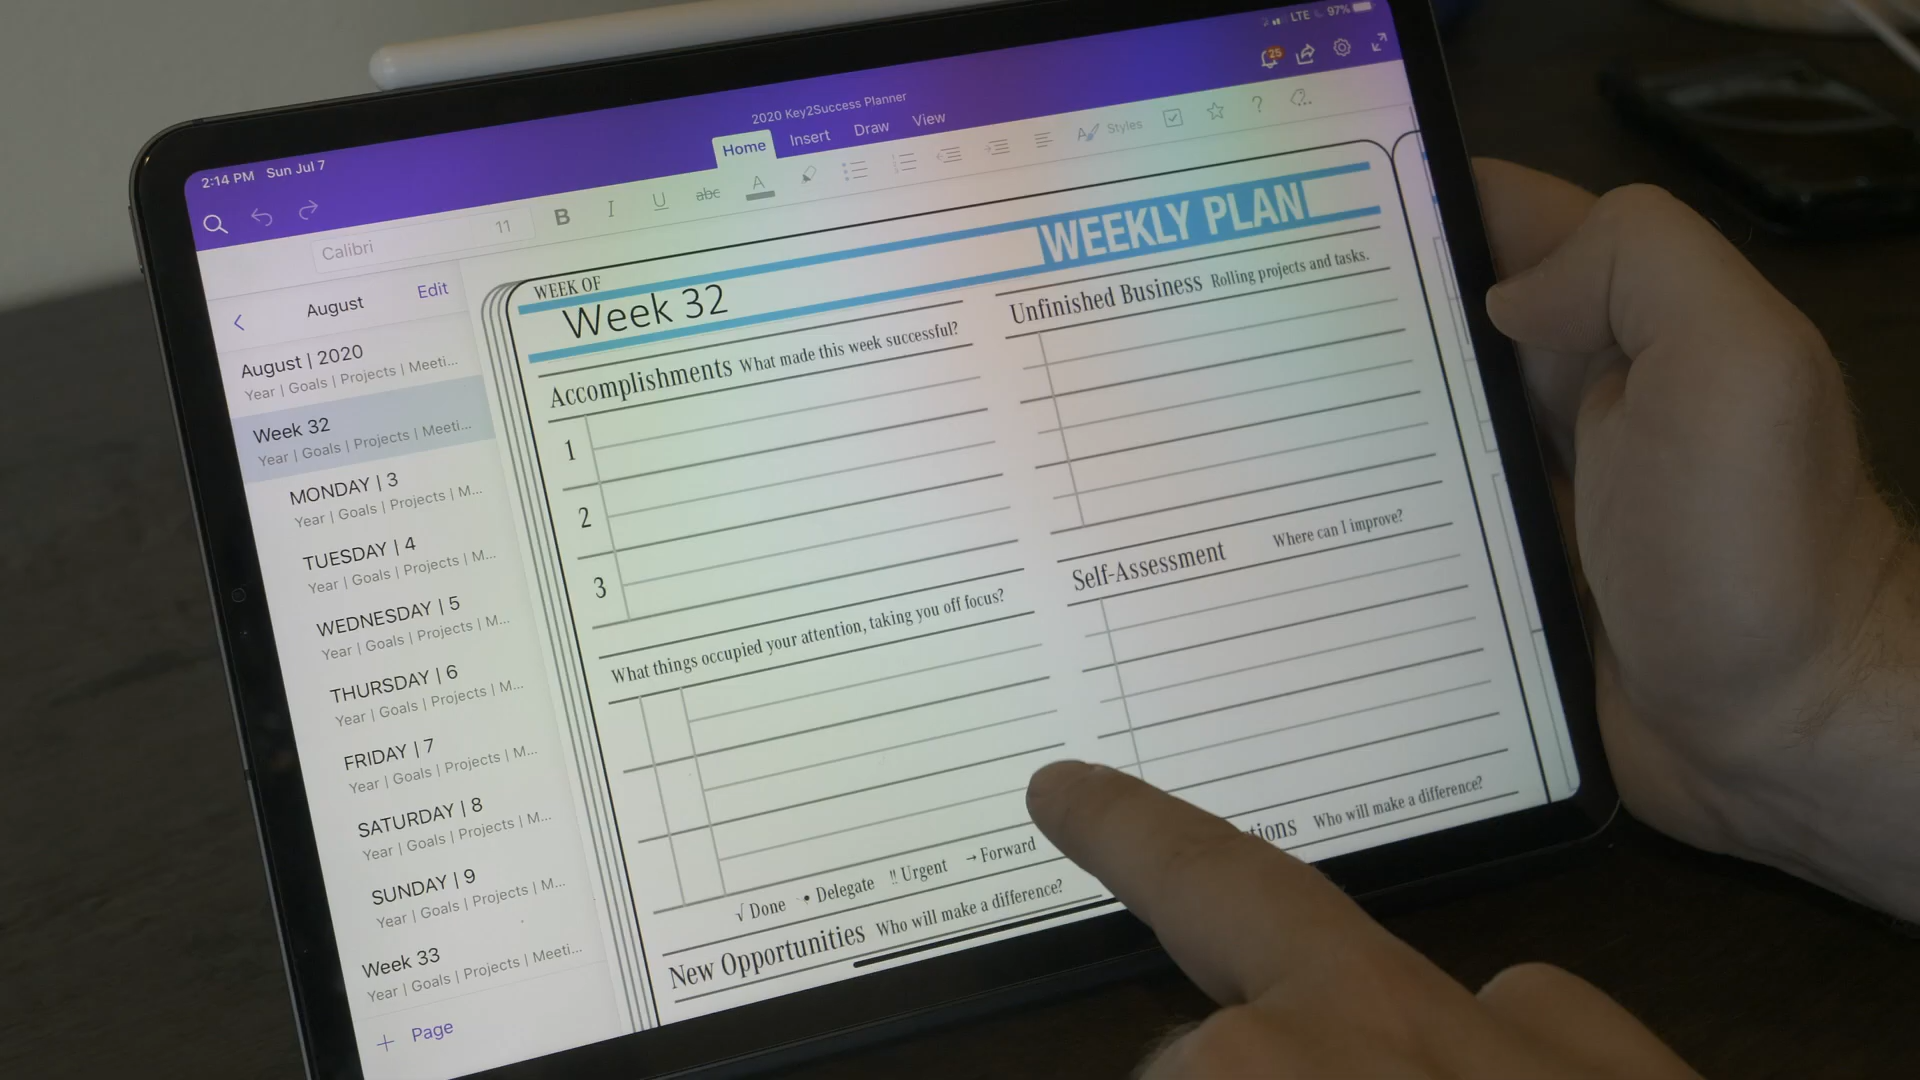 2:14 PM Sun Jul 7
LTE 97%
2020 Key2Success Planner
25
Home Insert Draw View
Calibri 11 B I U abc A Styles ?
August Edit
August | 2020
Year | Goals | Projects | Meeti...
Week 32
Year | Goals | Projects | Meeti...
MONDAY | 3
Year | Goals | Projects | M...
TUESDAY | 4
Year | Goals | Projects | M...
WEDNESDAY | 5
Year | Goals | Projects | M...
THURSDAY | 6
Year | Goals | Projects | M...
FRIDAY | 7
Year | Goals | Projects | M...
SATURDAY | 8
Year | Goals | Projects | M...
SUNDAY | 9
Year | Goals | Projects | M...
Week 33
Year | Goals | Projects | Meeti...
+ Page
WEEK OF
Week 32
WEEKLY PLAN
Accomplishments What made this week successful?
1
2
3
What things occupied your attention, taking you off focus?
√ Done • Delegate !! Urgent → Forward
New Opportunities Who will make a difference?
Unfinished Business Rolling projects and tasks.
Self-Assessment Where can I improve?
tions Who will make a difference?